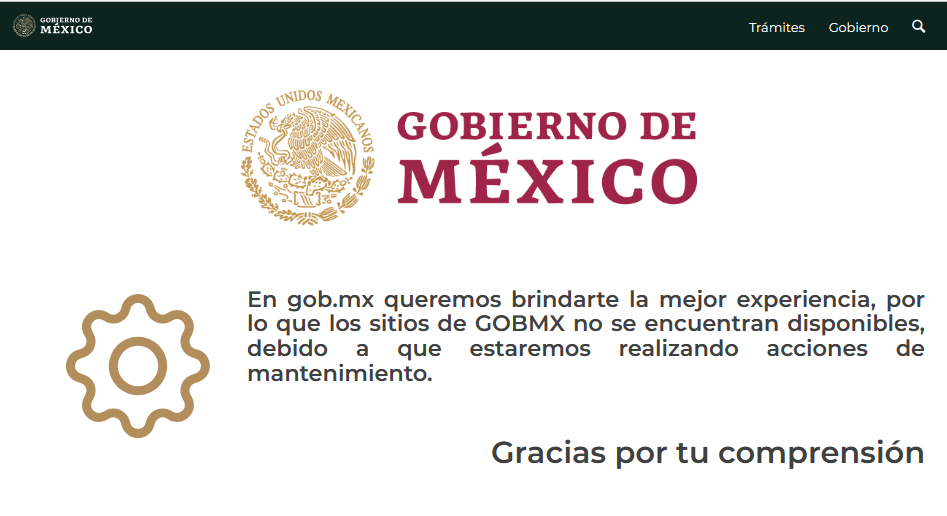 GOBIERNO DE
MÉXICO
Trámites
Gobierno
ESTADOS UNIDOS MEXICANOS
GOBIERNO DE
MÉXICO
En gob.mx queremos brindarte la mejor experiencia, por
lo que los sitios de GOBMX no se encuentran disponibles,
debido a que estaremos realizando acciones de
mantenimiento.
Gracias por tu comprensión